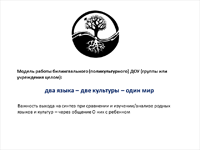 Модель работы билингвального (поликультурного) ДОУ (группы или
учреждения целом):
два языка – две культуры – один мир
Важность выхода на синтез при сравнении и изучении/анализе родных
языков и культур – через общение О них с ребенком